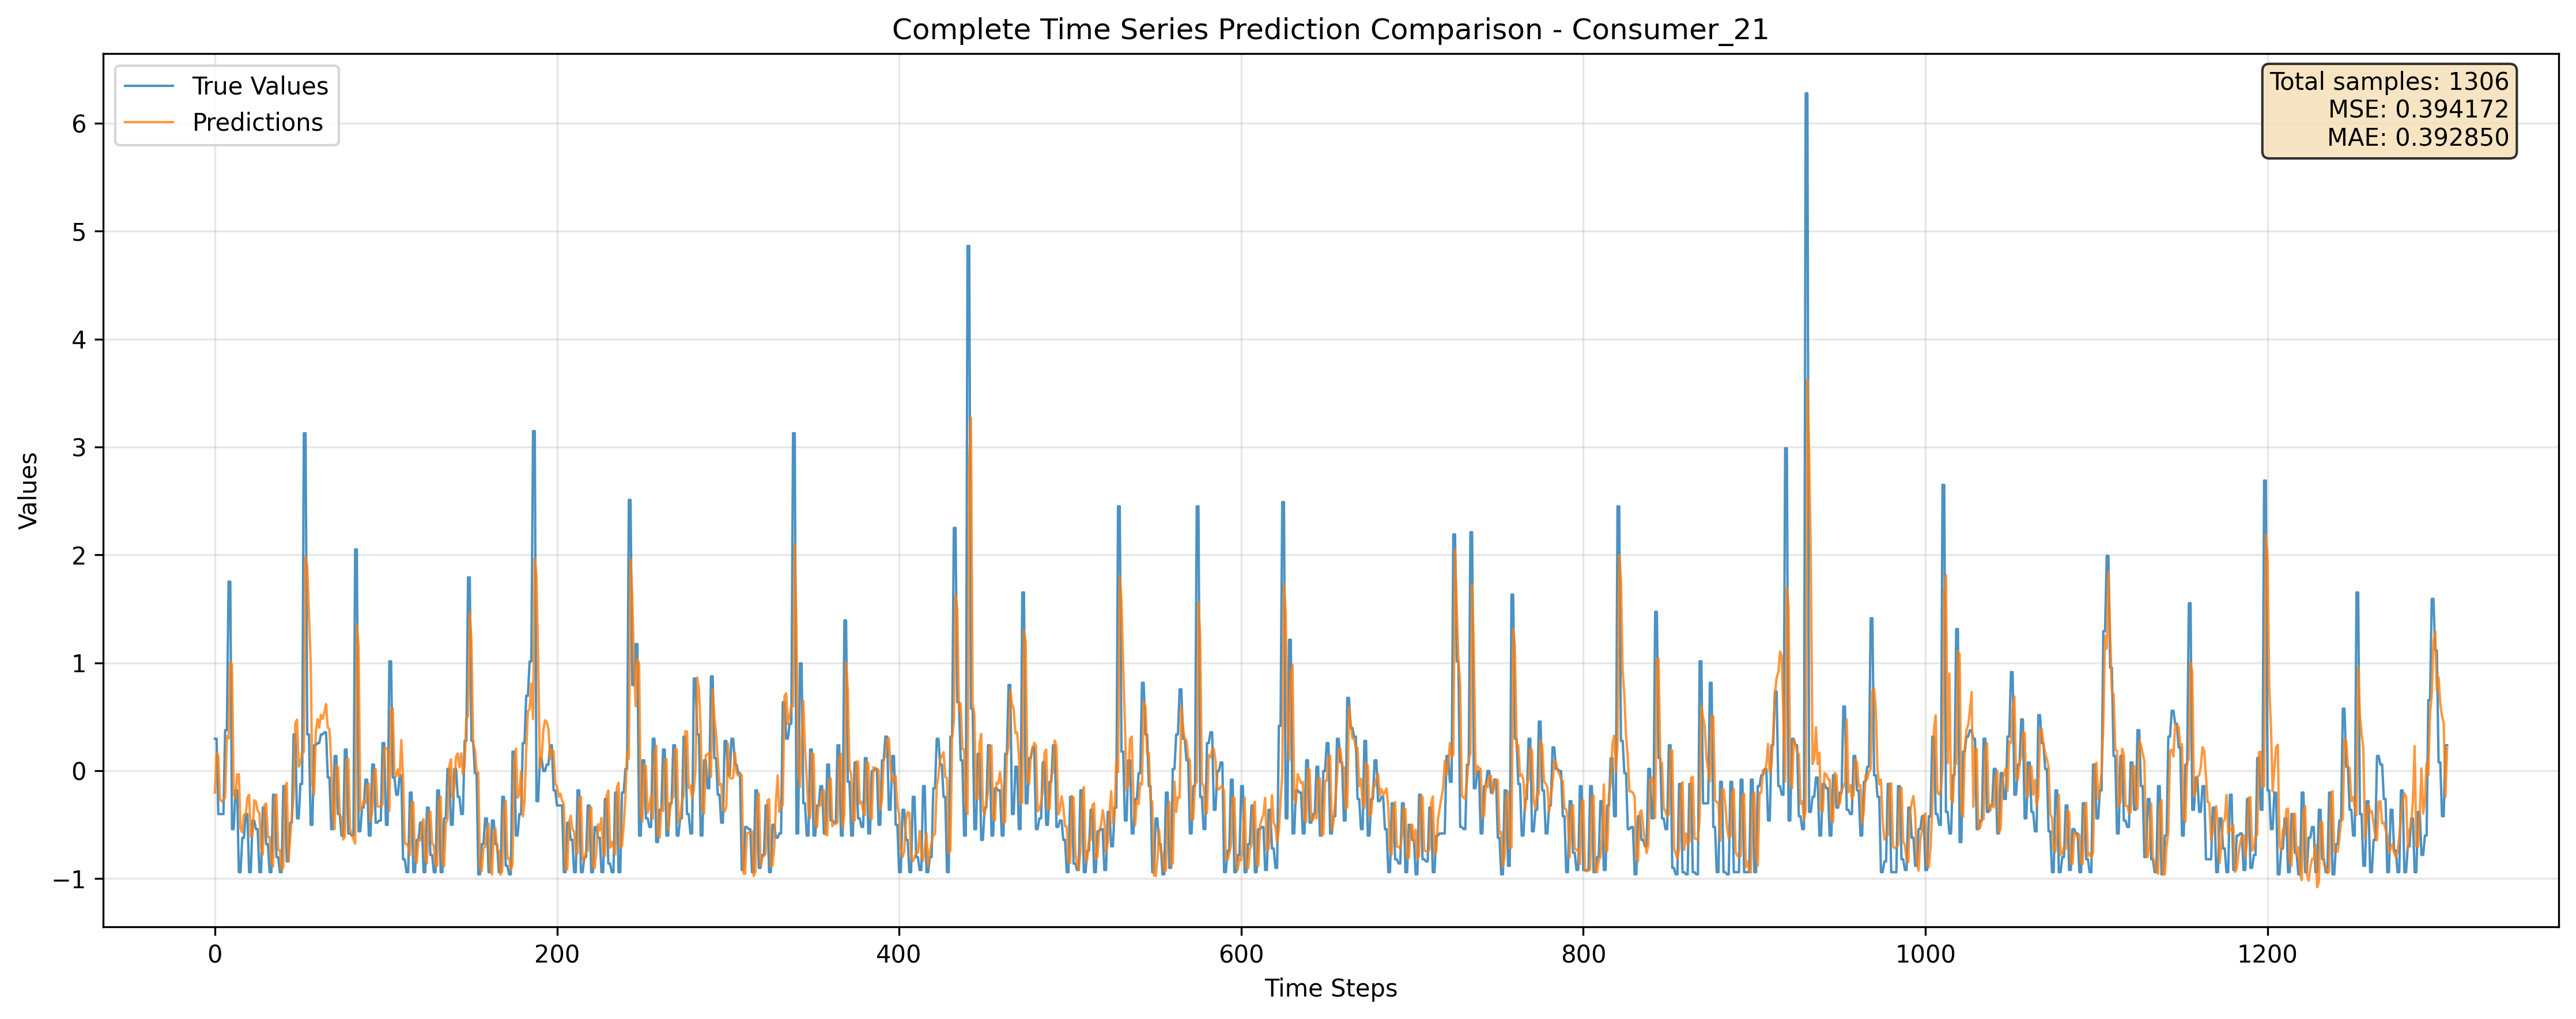 Complete Time Series Prediction Comparison - Consumer_21
True Values
Predictions
Total samples: 1306
MSE: 0.394172
MAE: 0.392850
Values
6
5
4
3
2
1
0
−1
0
200
400
600
800
1000
1200
Time Steps